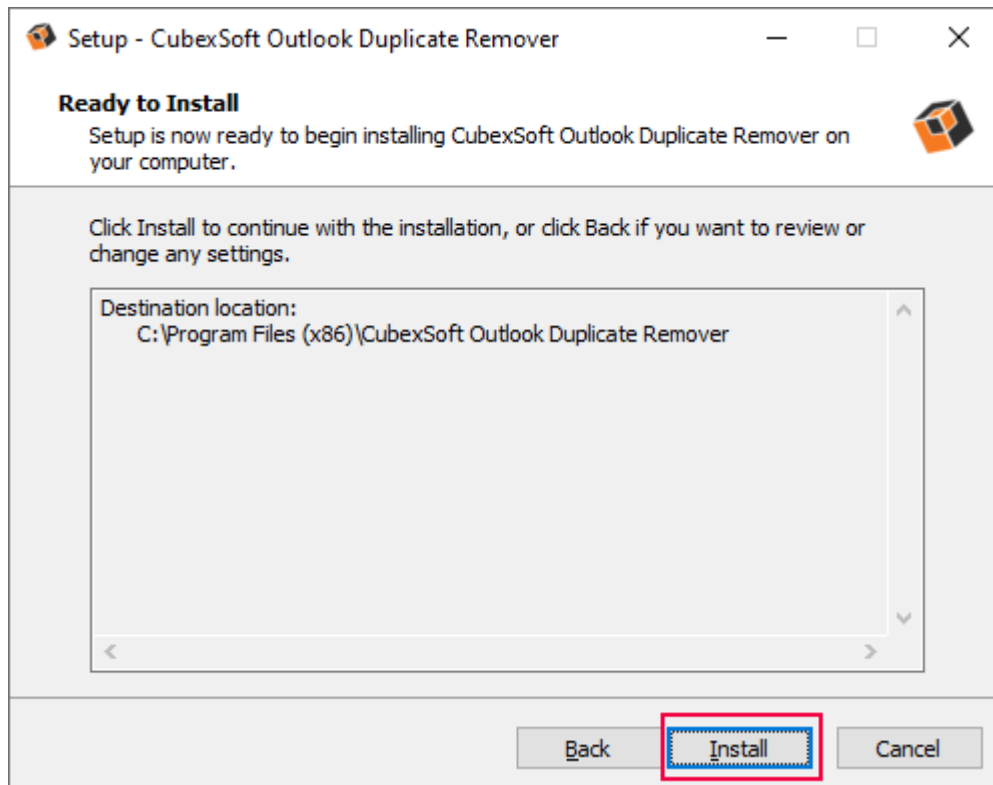 Setup - CubexSoft Outlook Duplicate Remover
Ready to Install
Setup is now ready to begin installing CubexSoft Outlook Duplicate Remover on
your computer.
Click Install to continue with the installation, or click Back if you want to review or
change any settings.
Destination location:
C:\Program Files (x86)\CubexSoft Outlook Duplicate Remover
Back Install Cancel